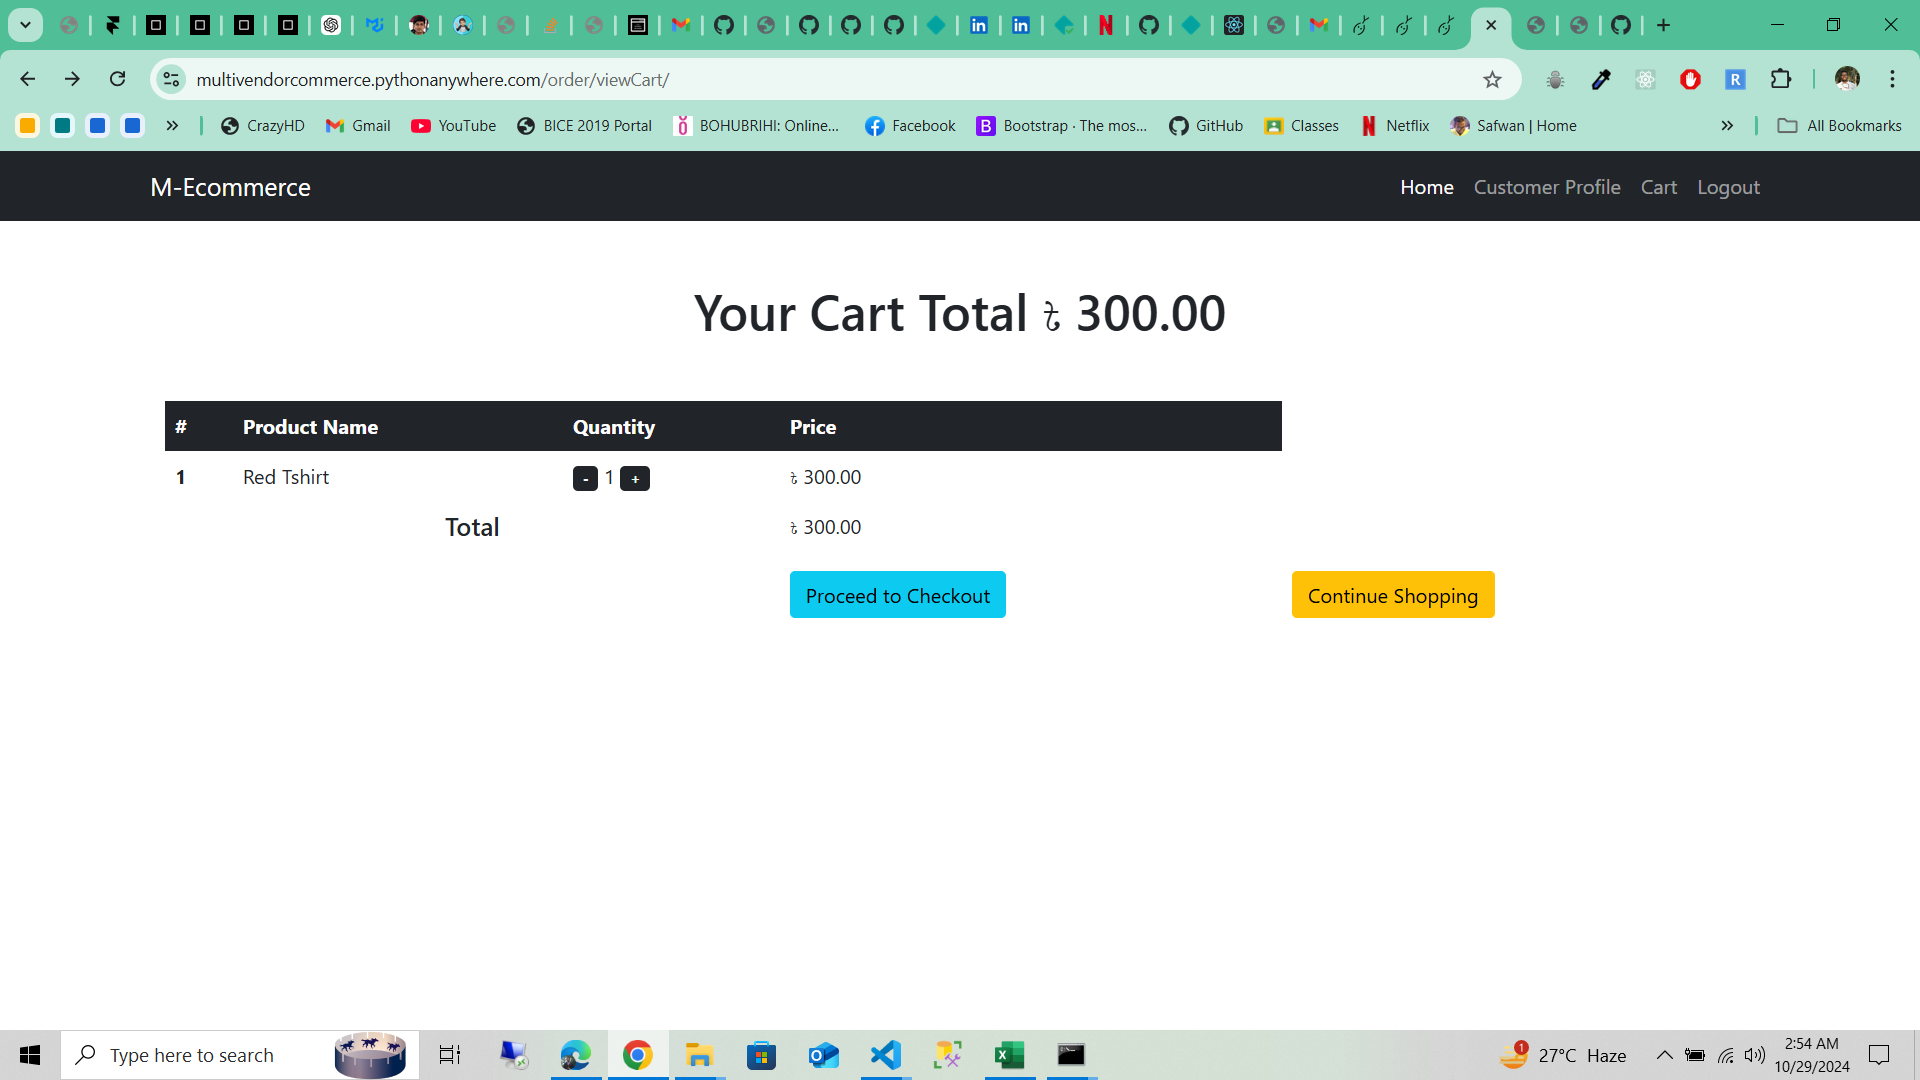 multivendorcommerce.pythonanywhere.com/order/viewCart/
CrazyHD Gmail YouTube BICE 2019 Portal BOHUBRIHI: Online... Facebook Bootstrap · The mos... GitHub Classes Netflix Safwan | Home All Bookmarks
M-Ecommerce Home Customer Profile Cart Logout
Your Cart Total ৳ 300.00
# Product Name Quantity Price
1 Red Tshirt - 1 + ৳ 300.00
Total ৳ 300.00
Proceed to Checkout Continue Shopping
Type here to search 1 27°C Haze 2:54 AM
10/29/2024